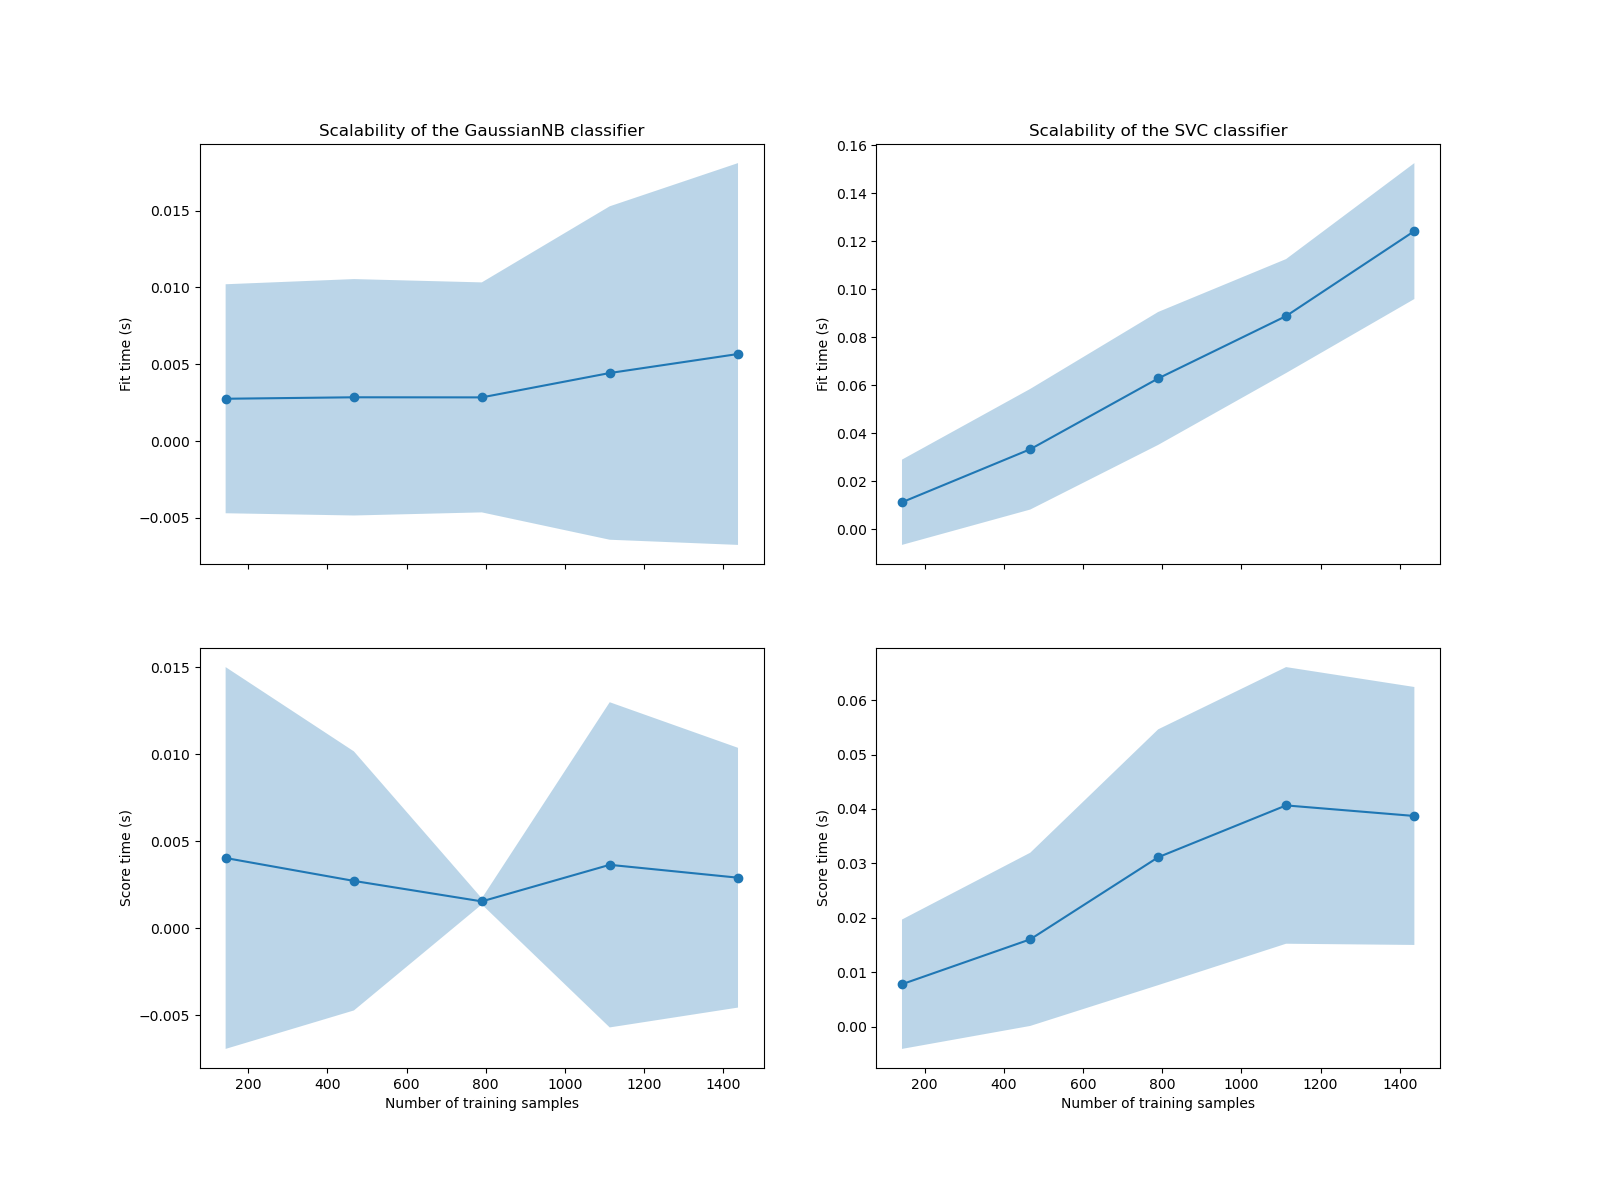 Scalability of the GaussianNB classifier
Fit time (s)
0.015
0.010
0.005
0.000
−0.005
Scalability of the SVC classifier
Fit time (s)
0.16
0.14
0.12
0.10
0.08
0.06
0.04
0.02
0.00
Score time (s)
0.015
0.010
0.005
0.000
−0.005
200 400 600 800 1000 1200 1400
Number of training samples
Score time (s)
0.06
0.05
0.04
0.03
0.02
0.01
0.00
200 400 600 800 1000 1200 1400
Number of training samples